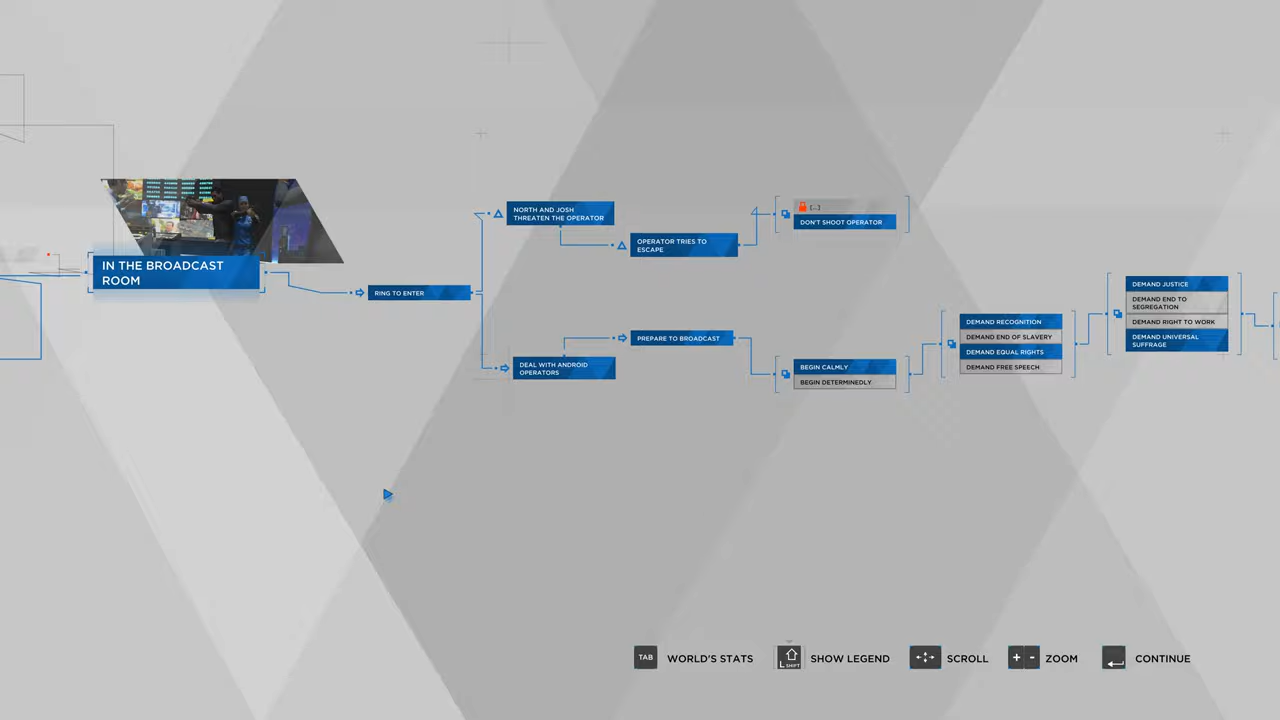 IN THE BROADCAST
ROOM
RING TO ENTER
NORTH AND JOSH
THREATEN THE OPERATOR
OPERATOR TRIES TO
ESCAPE
[...]
DON'T SHOOT OPERATOR
DEAL WITH ANDROID
OPERATORS
PREPARE TO BROADCAST
BEGIN CALMLY
BEGIN DETERMINEDLY
DEMAND RECOGNITION
DEMAND END OF SLAVERY
DEMAND EQUAL RIGHTS
DEMAND FREE SPEECH
DEMAND JUSTICE
DEMAND END TO
SEGREGATION
DEMAND RIGHT TO WORK
DEMAND UNIVERSAL
SUFFRAGE
TAB WORLD'S STATS
L SHIFT SHOW LEGEND
SCROLL
+ - ZOOM
CONTINUE